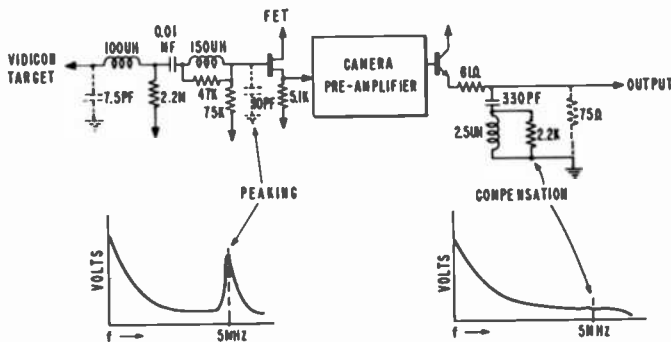 FET
0.01
MF
100UH
150UH
VIDICON
TARGET
CAMERA
PRE-AMPLIFIER
61Ω
OUTPUT
7.5PF
2.2M
47K
75K
30PF
5.1K
330PF
2.5UH
2.2K
75Ω
PEAKING
COMPENSATION
VOLTS
f → 5MHZ
VOLTS
f → 5MHZ